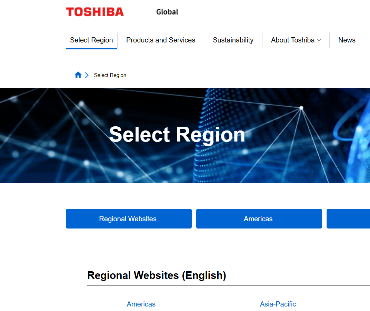 TOSHIBA Global
Select Region Products and Services Sustainability About Toshiba News
Select Region
Select Region
Regional Websites Americas
Regional Websites (English)
Americas Asia-Pacific